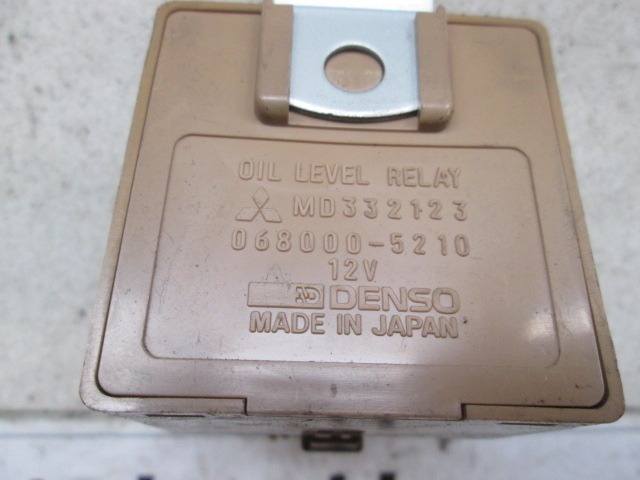 OIL LEVEL RELAY
MD332123
068000-5210
12V
DENSO
MADE IN JAPAN